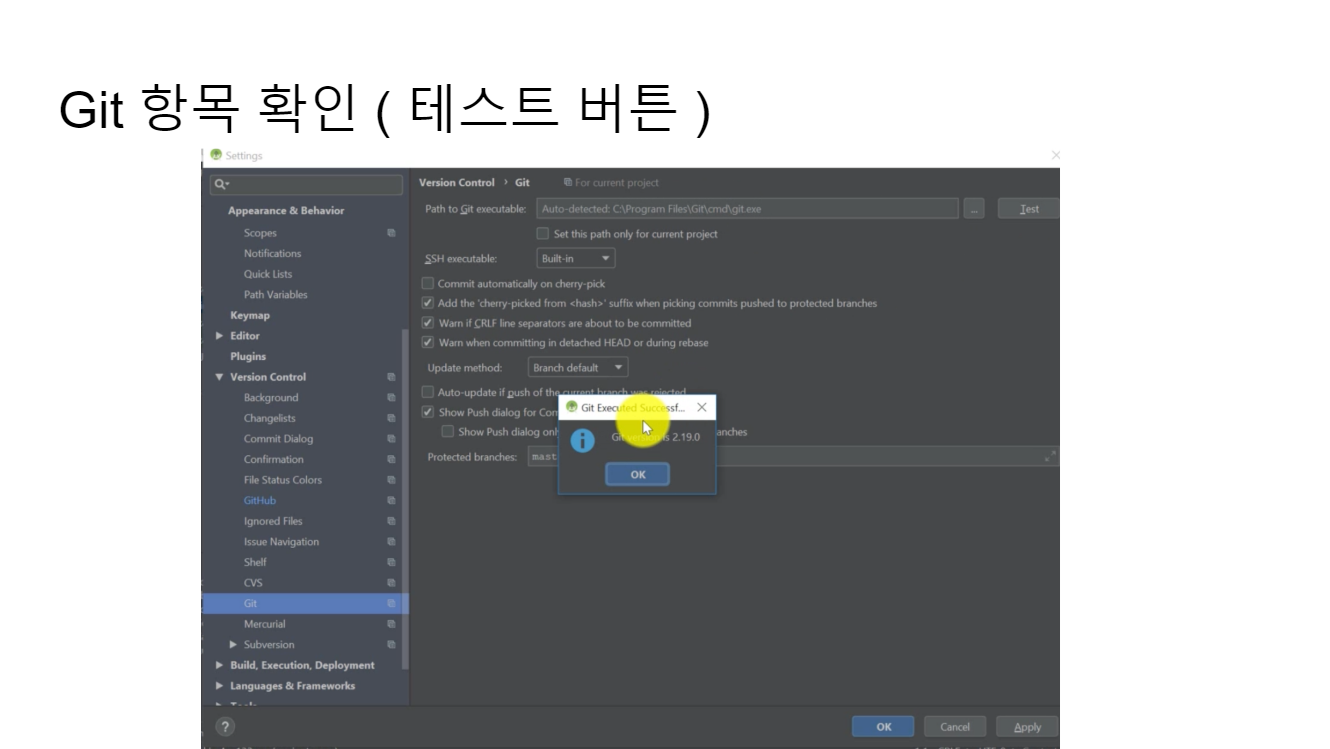 Git 항목 확인 ( 테스트 버튼 )
Settings
Appearance & Behavior
Scopes
Notifications
Quick Lists
Path Variables
Keymap
Editor
Plugins
Version Control
Background
Changelists
Commit Dialog
Confirmation
File Status Colors
GitHub
Ignored Files
Issue Navigation
Shelf
CVS
Git
Mercurial
Subversion
Build, Execution, Deployment
Languages & Frameworks
Version Control › Git For current project
Path to Git executable: Auto-detected: C:\Program Files\Git\cmd\git.exe ... Test
Set this path only for current project
SSH executable: Built-in
Commit automatically on cherry-pick
Add the 'cherry-picked from <hash>' suffix when picking commits pushed to protected branches
Warn if CRLF line separators are about to be committed
Warn when committing in detached HEAD or during rebase
Update method: Branch default
Auto-update if push of the current branch was rejected
Show Push dialog for Com
Show Push dialog onl anches
Protected branches: mast
Git Executed Successf...
Git version is 2.19.0
OK
? OK Cancel Apply